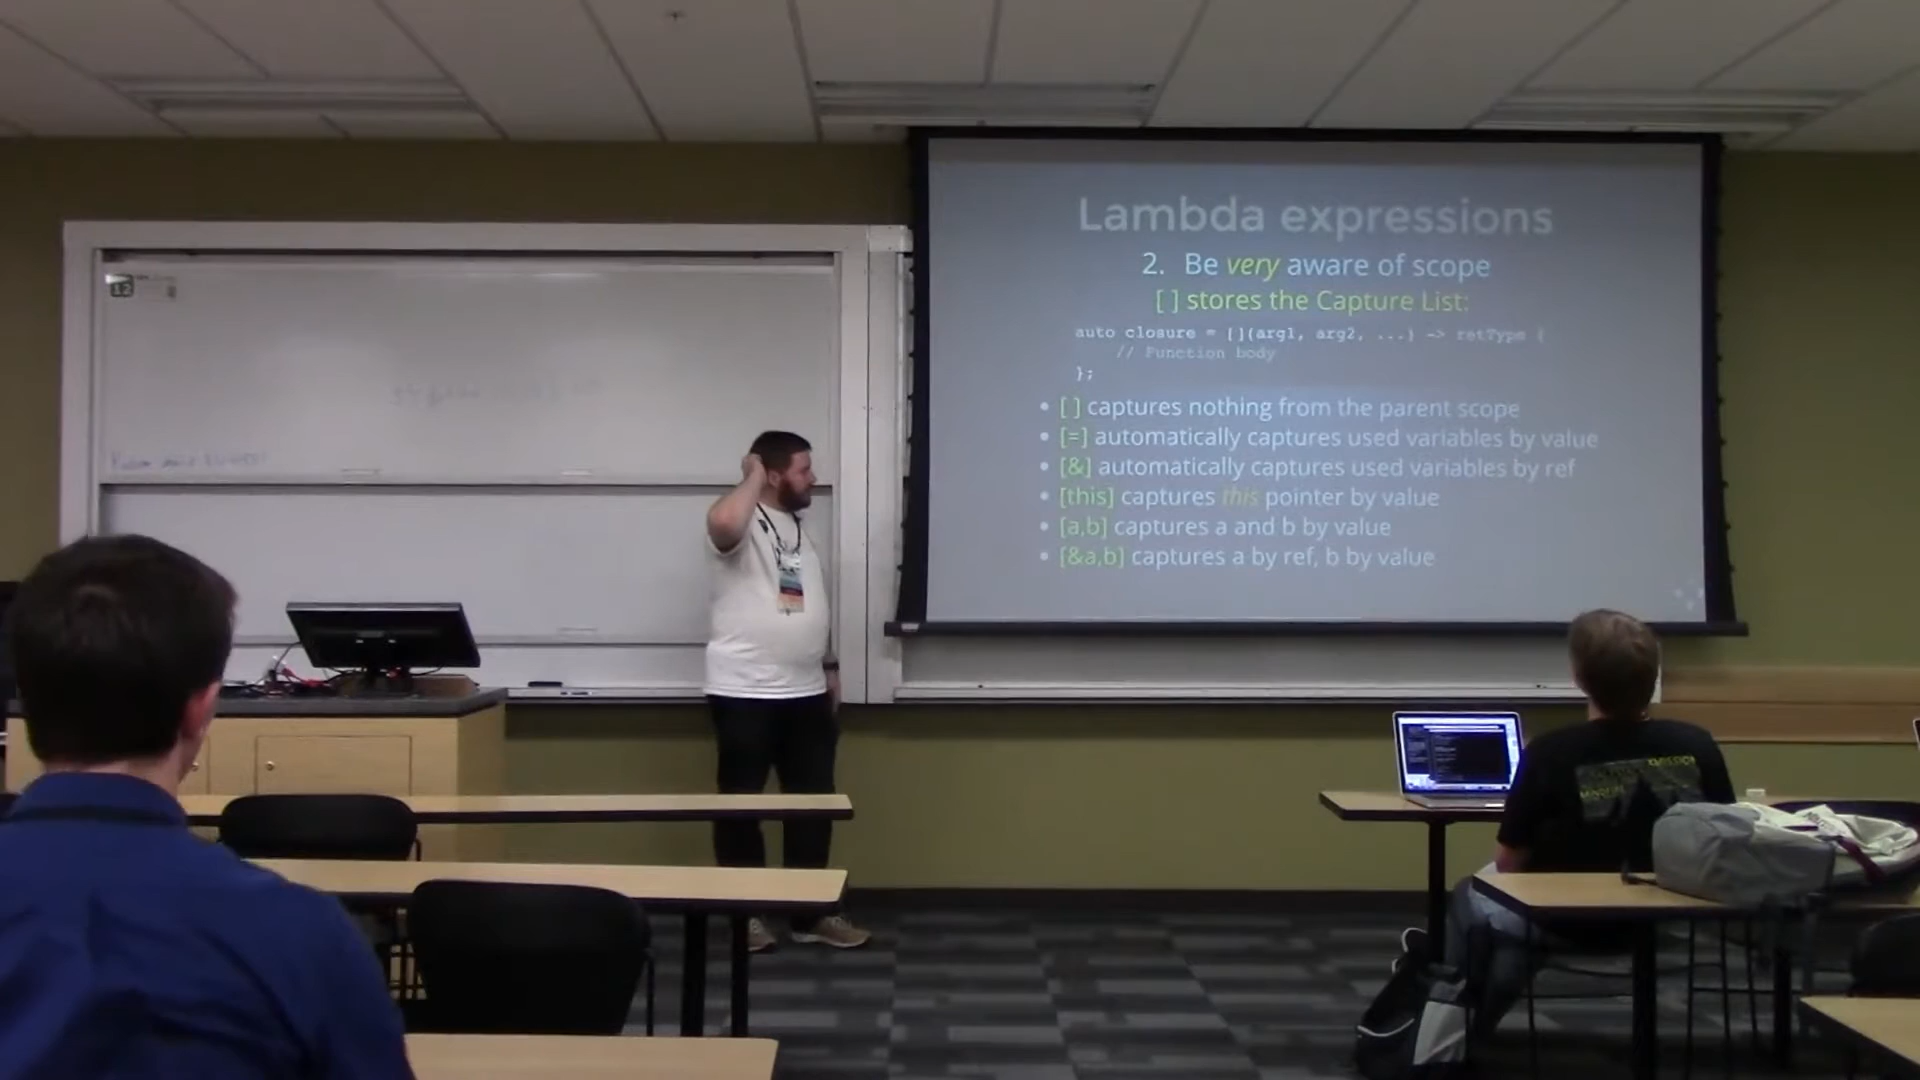 12
Lambda expressions
2. Be very aware of scope
[ ] stores the Capture List:
auto closure = [](arg1, arg2, ...) -> retType {
// Function body
};
• [ ] captures nothing from the parent scope
• [=] automatically captures used variables by value
• [&] automatically captures used variables by ref
• [this] captures this pointer by value
• [a,b] captures a and b by value
• [&a,b] captures a by ref, b by value